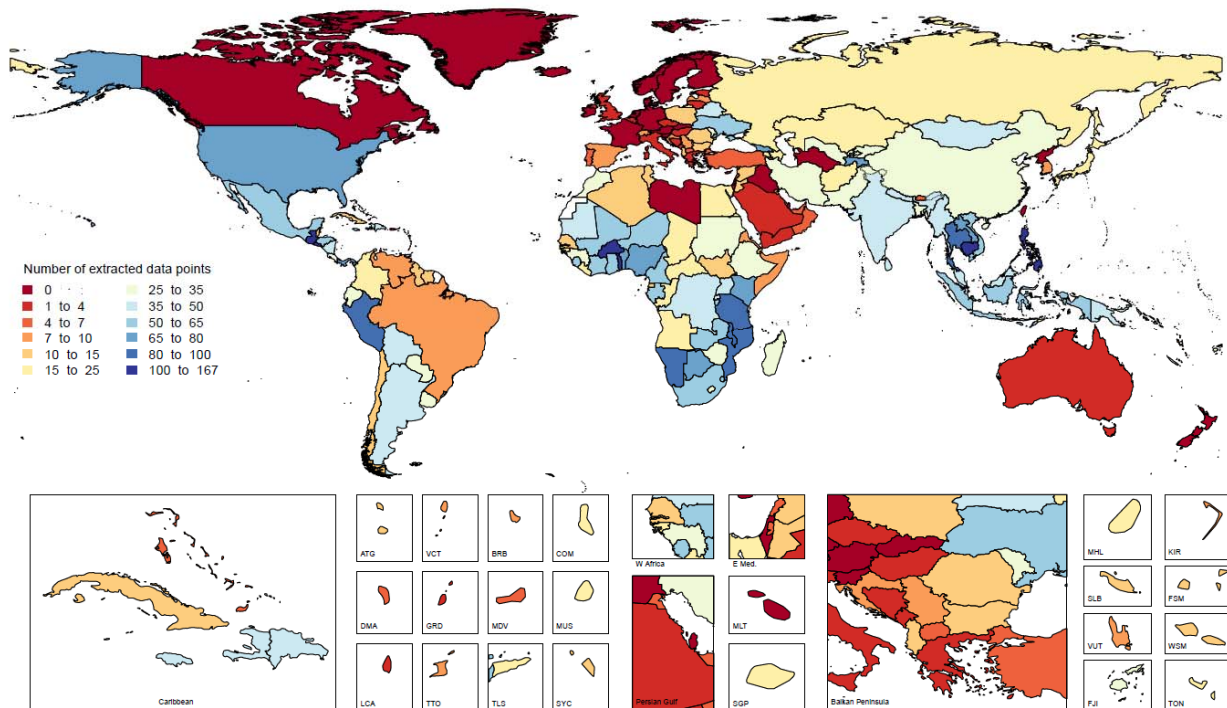 Number of extracted data points
0
1 to 4
4 to 7
7 to 10
10 to 15
15 to 25
25 to 35
35 to 50
50 to 65
65 to 80
80 to 100
100 to 167
Caribbean
ATG
VCT
BRB
COM
DMA
GRD
MDV
MUS
LCA
TTO
TLS
SYC
W Africa
E Med.
Persian Gulf
MLT
SGP
Balkan Peninsula
MHL
KIR
SLB
FSM
VUT
WSM
FJI
TON